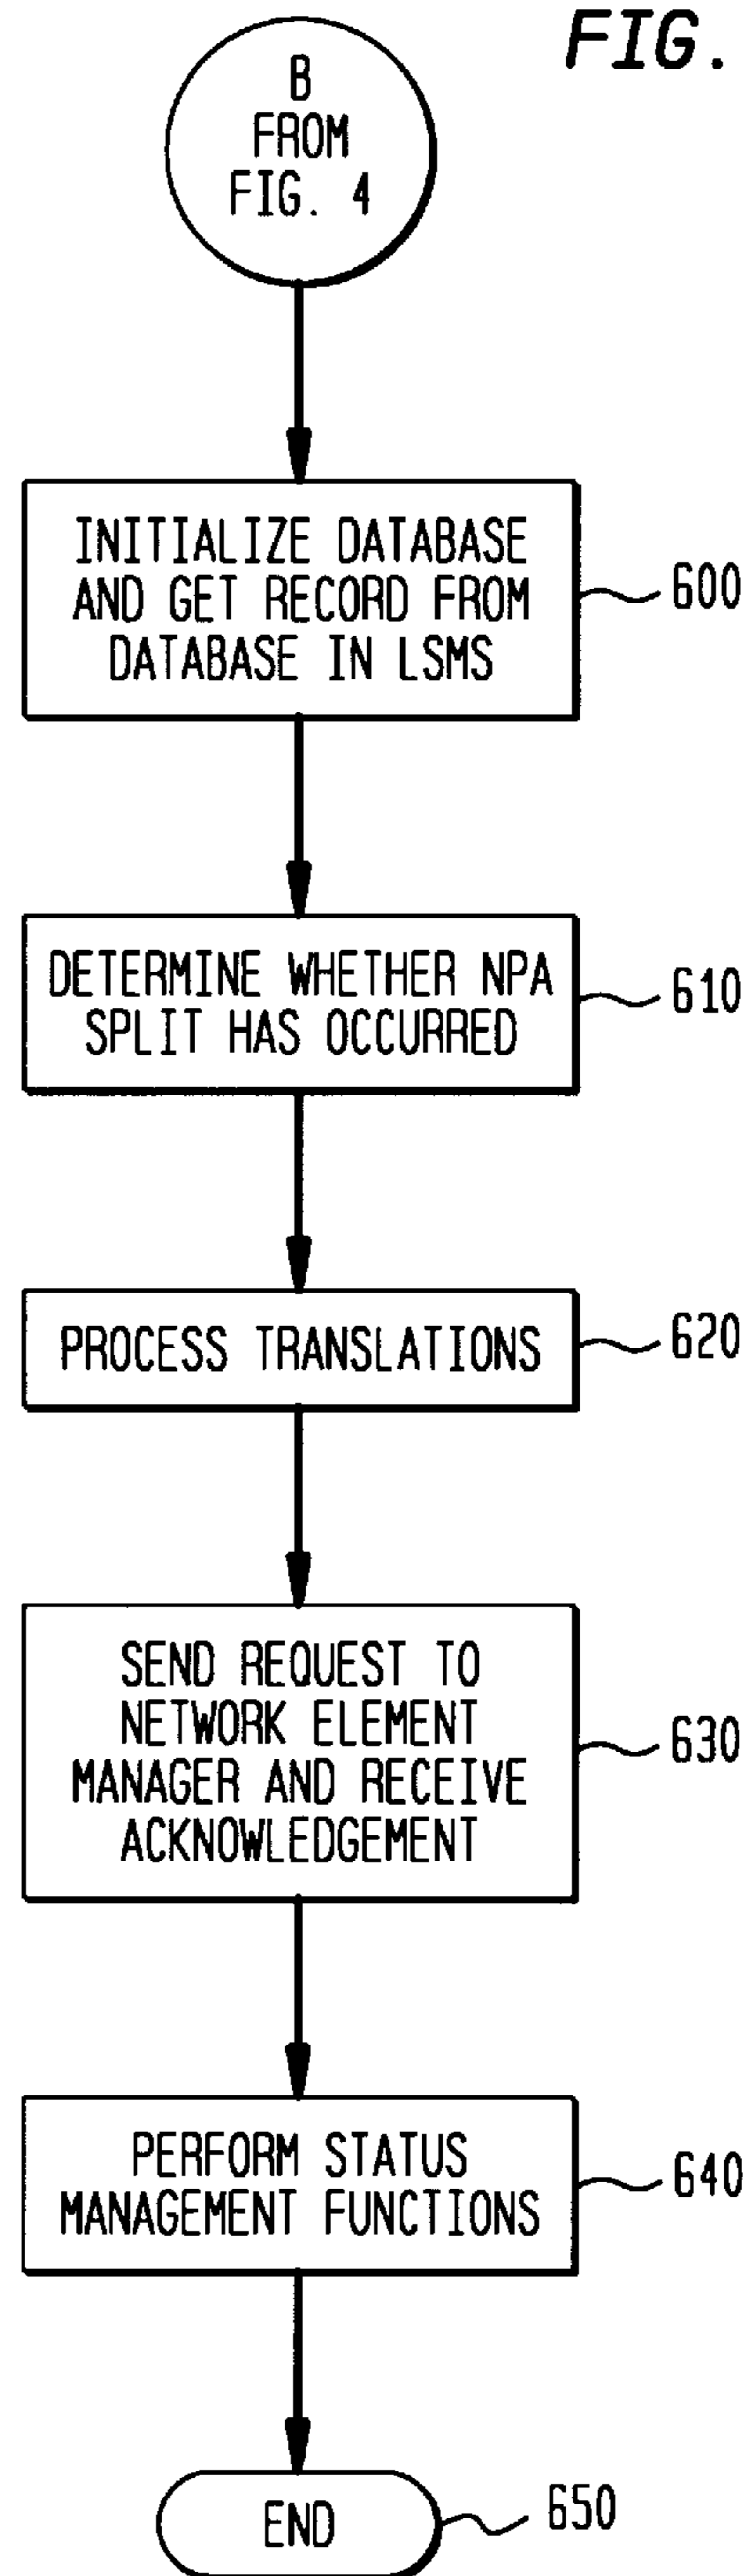 FIG.
B
FROM
FIG. 4
INITIALIZE DATABASE
AND GET RECORD FROM
DATABASE IN LSMS
600
DETERMINE WHETHER NPA
SPLIT HAS OCCURRED
610
PROCESS TRANSLATIONS
620
SEND REQUEST TO
NETWORK ELEMENT
MANAGER AND RECEIVE
ACKNOWLEDGEMENT
630
PERFORM STATUS
MANAGEMENT FUNCTIONS
640
END
650